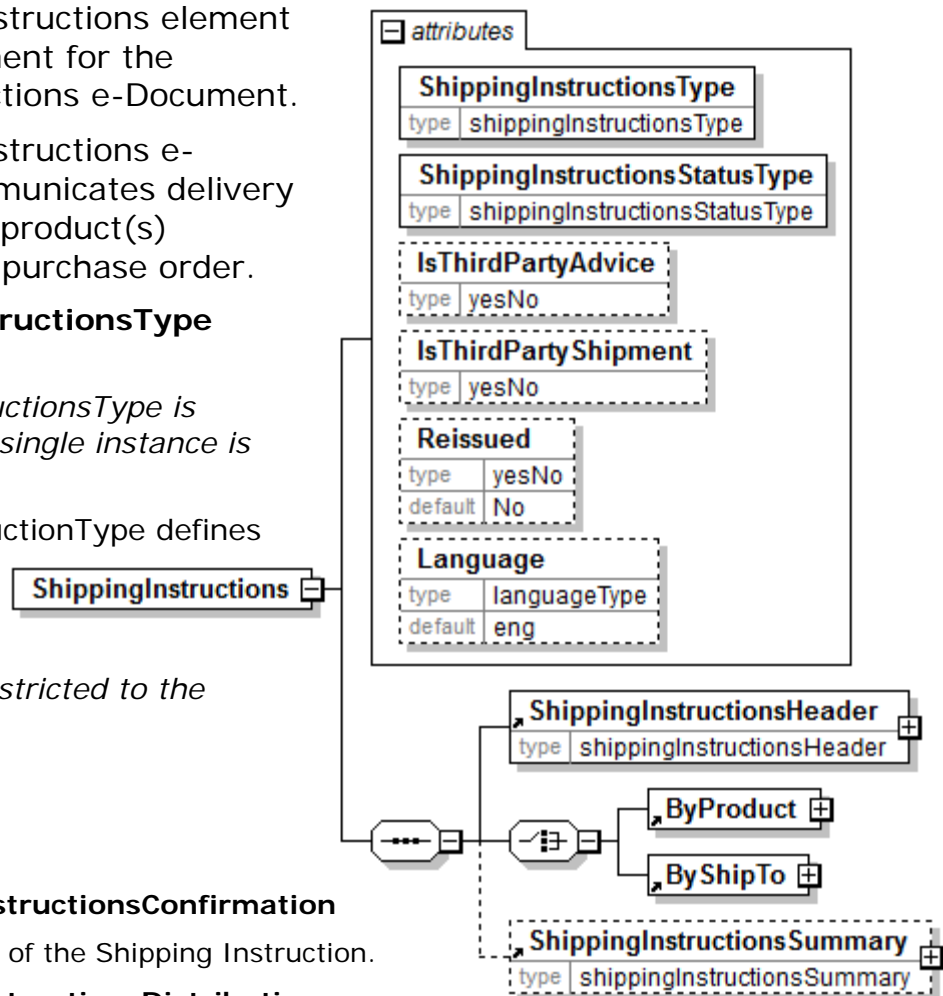 structions element
ment for the
ctions e-Document.
structions e-
mmunicates delivery
product(s)
purchase order.
tructionsType
uctionsType is
single instance is
uctionType defines
stricted to the
structionsConfirmation
of the Shipping Instruction.
attributes
ShippingInstructionsType
type shippingInstructionsType
ShippingInstructionsStatusType
type shippingInstructionsStatusType
IsThirdPartyAdvice
type yesNo
IsThirdPartyShipment
type yesNo
Reissued
type yesNo
default No
Language
type languageType
default eng
ShippingInstructions
ShippingInstructionsHeader
type shippingInstructionsHeader
ByProduct
ByShipTo
ShippingInstructionsSummary
type shippingInstructionsSummary